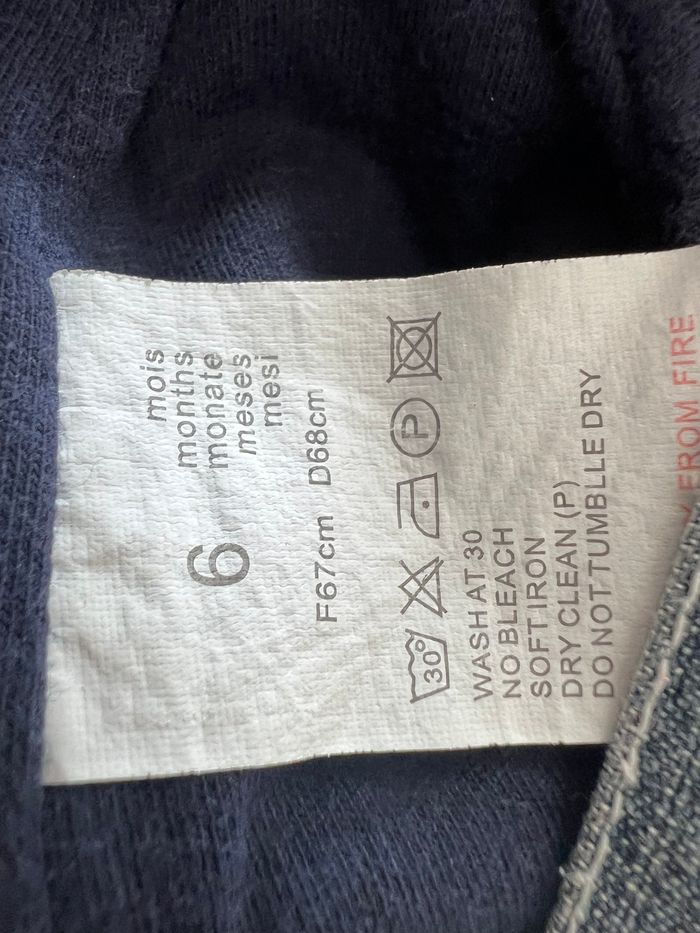 6
mois
months
monate
meses
mesi
F67cm D68cm
30°
P
WASH AT 30
NO BLEACH
SOFT IRON
DRY CLEAN (P)
DO NOT TUMBLLE DRY
FROM FIRE